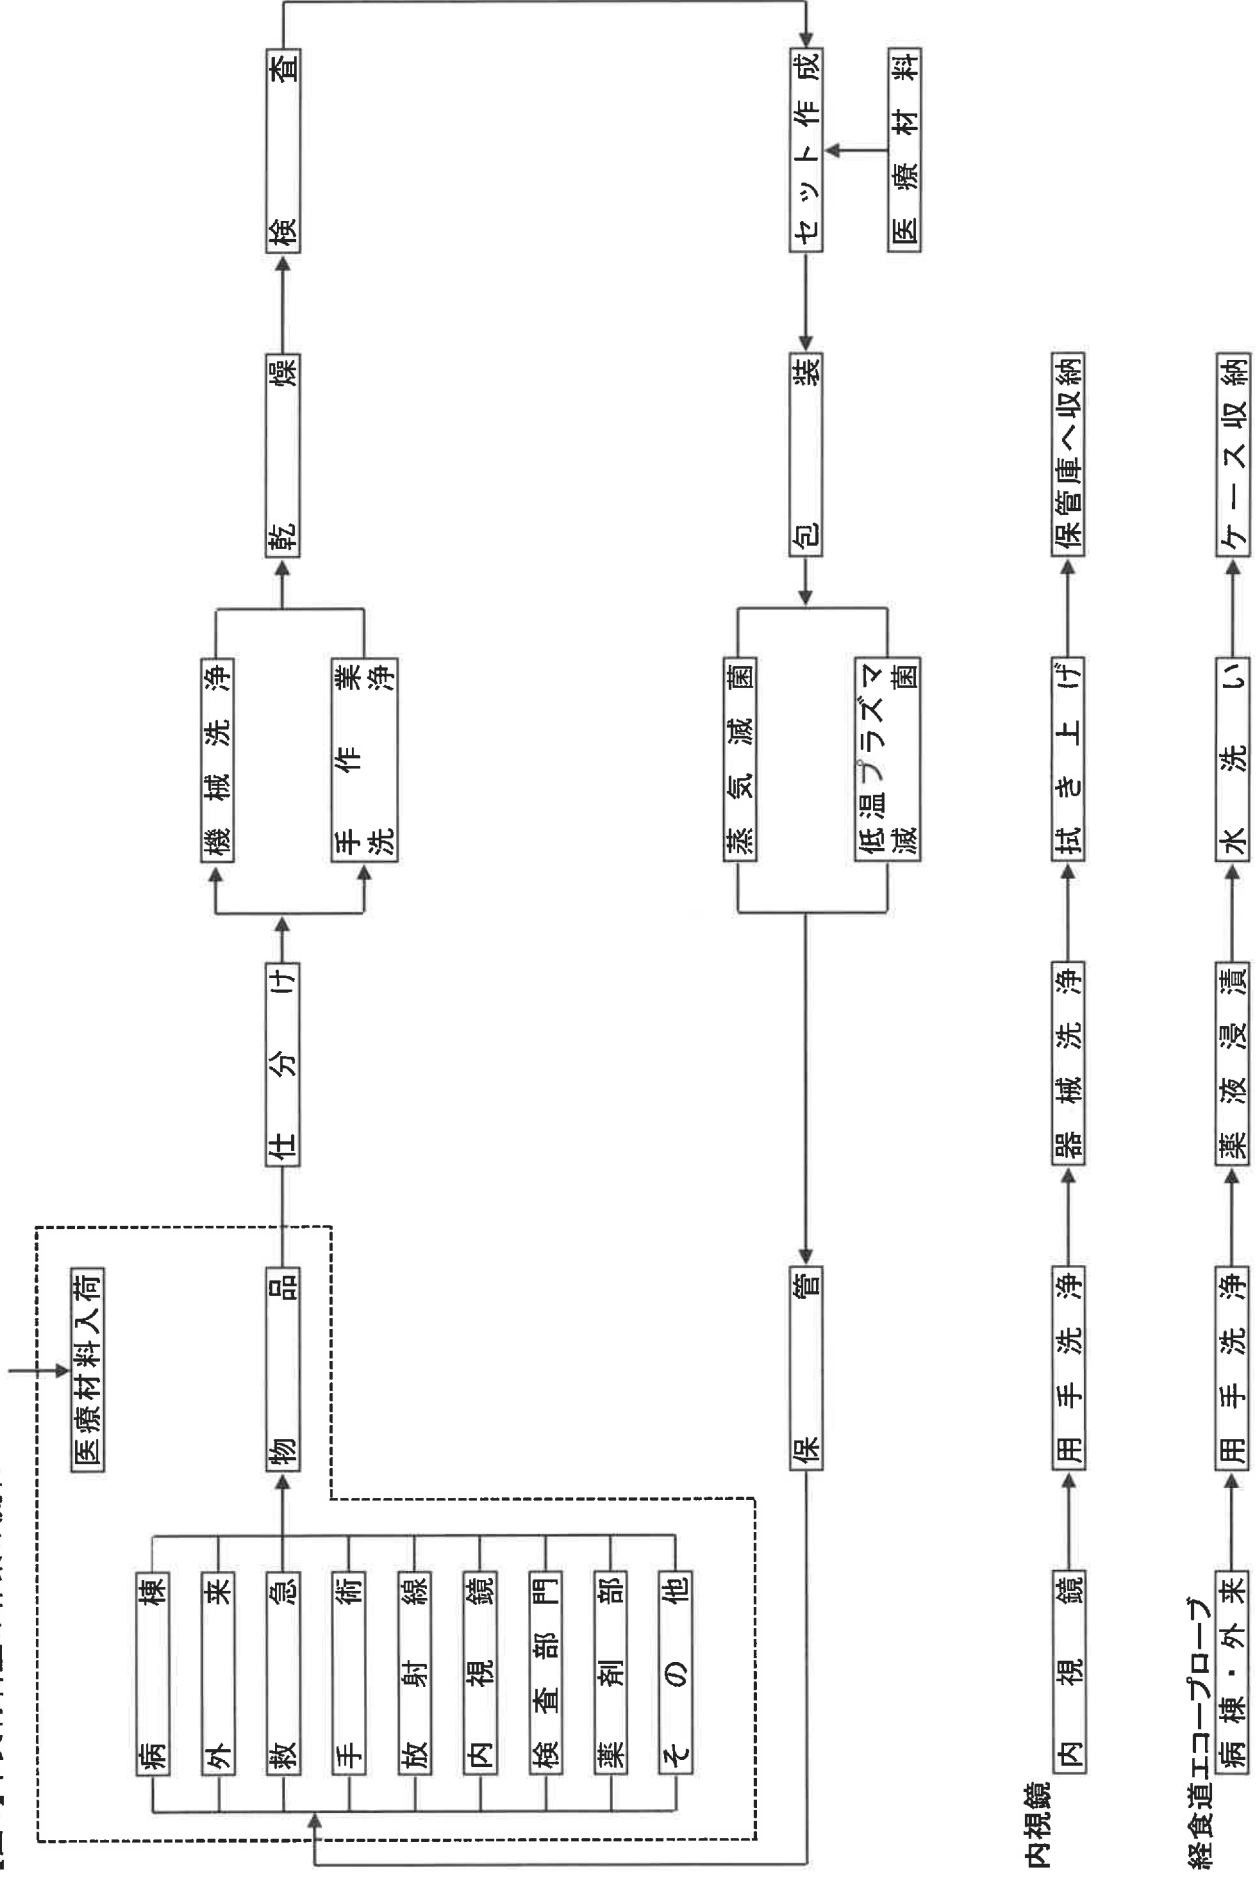 医療材料入荷
病棟
外来
救急
手術
放射線
内視鏡
検査部門
薬剤部
その他
物品
仕分け
機械洗浄
手作業
洗浄
乾燥
検査
セット作成
医療材料
包装
蒸気滅菌
低温プラズマ
滅菌
保管
内視鏡
内視鏡
用手洗浄
器械洗浄
拭き上げ
保管庫へ収納
経食道エコープローブ
病棟・外来
用手洗浄
薬液浸漬
水洗い
ケース収納